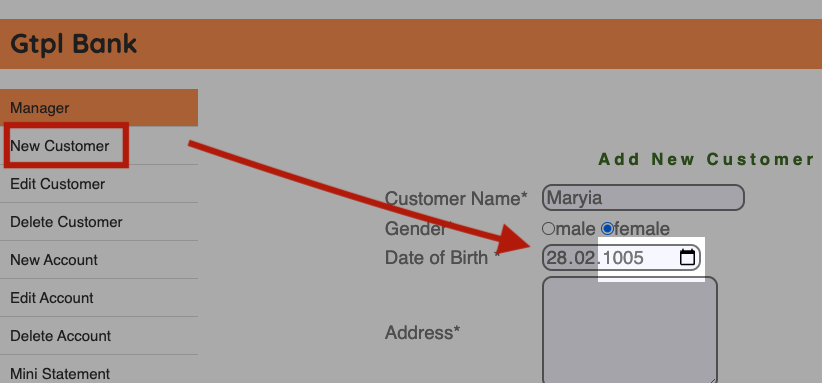 Gtpl Bank
Manager
New Customer
Edit Customer
Delete Customer
New Account
Edit Account
Delete Account
Mini Statement
Add New Customer
Customer Name* Maryia
Gender male female
Date of Birth * 28.02.1005
Address*